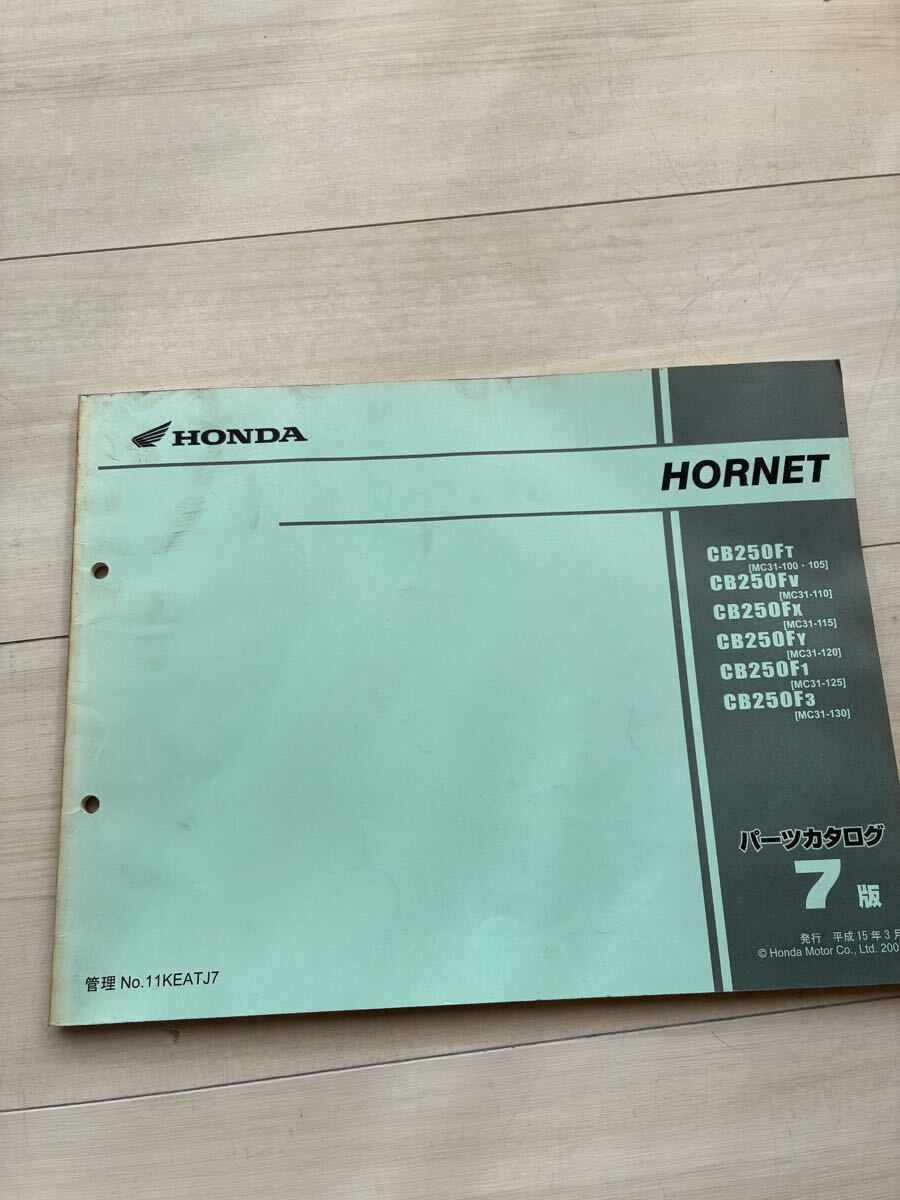 HONDA
HORNET
CB250FT
[MC31-100・105]
CB250FV
[MC31-110]
CB250FX
[MC31-115]
CB250FY
[MC31-120]
CB250F1
[MC31-125]
CB250F3
[MC31-130]
パーツカタログ
7版
発行 平成15年3月
© Honda Motor Co., Ltd.
管理 No.11KEATJ7